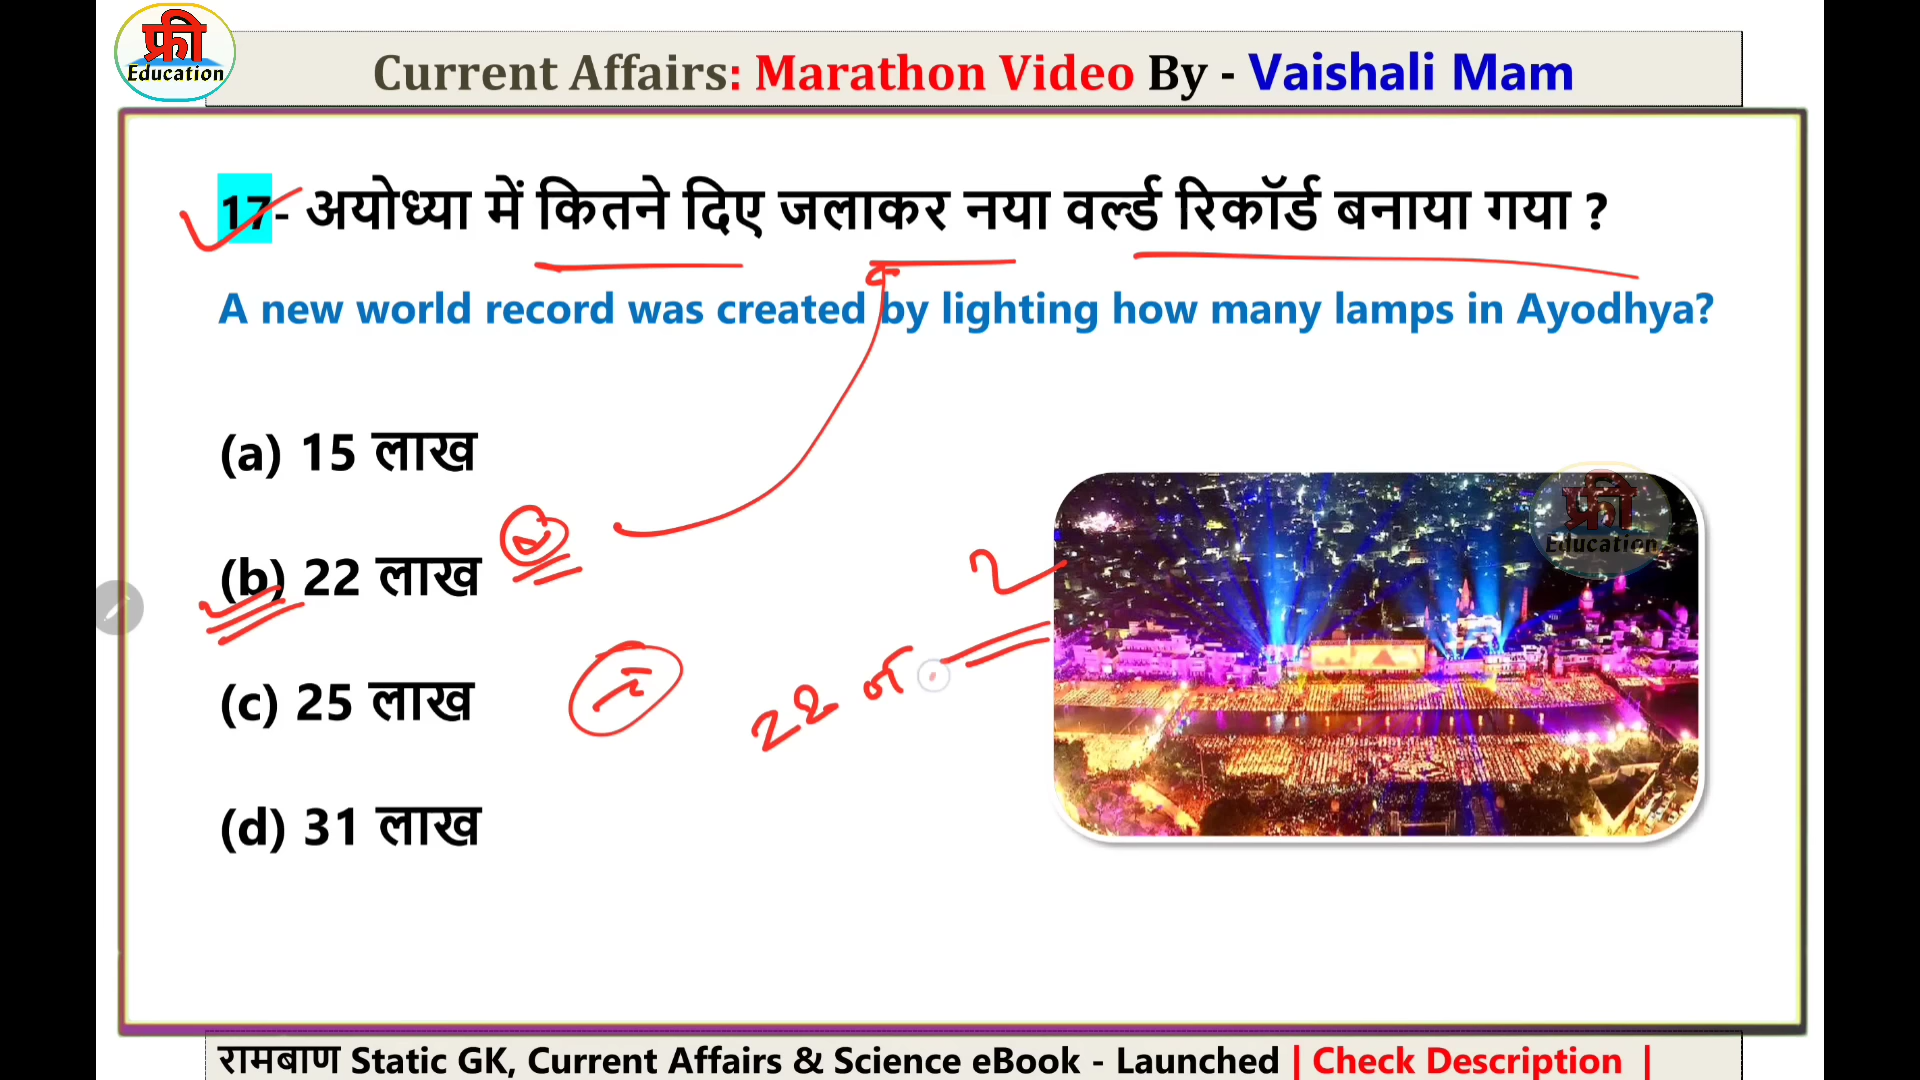 फ्री
Education
Current Affairs: Marathon Video By - Vaishali Mam
17- अयोध्या में कितने दिए जलाकर नया वर्ल्ड रिकॉर्ड बनाया गया ?
A new world record was created by lighting how many lamps in Ayodhya?
(a) 15 लाख
(b) 22 लाख
(c) 25 लाख
(d) 31 लाख
22
फ्री
Education
रामबाण Static GK, Current Affairs & Science eBook - Launched | Check Description |